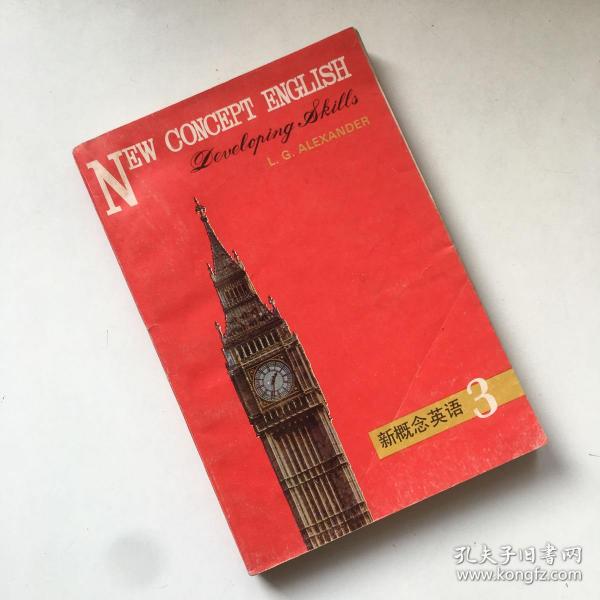 NEW CONCEPT ENGLISH
Developing Skills
L. G. ALEXANDER
新概念英语 3
孔夫子旧书网
www.kongfz.com